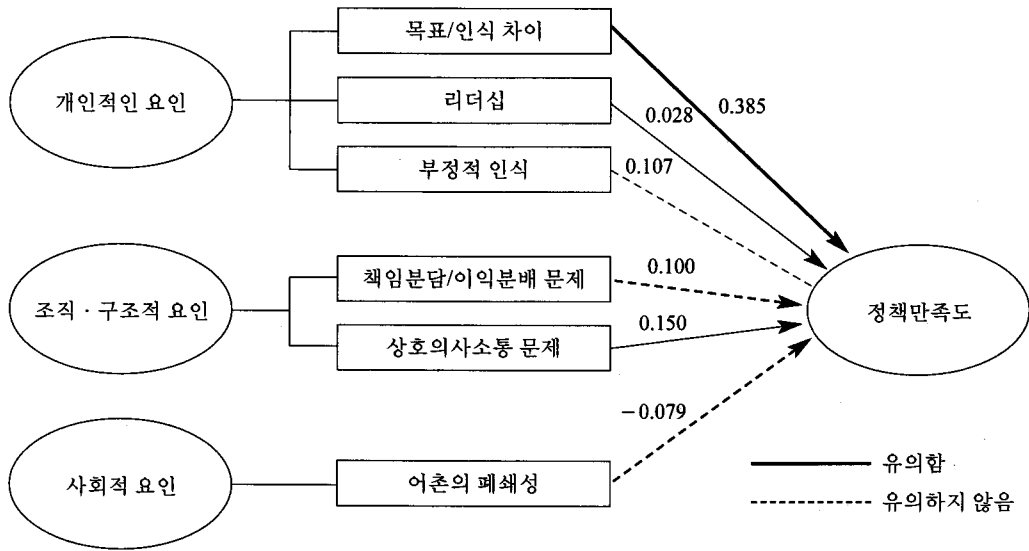 목표/인식 차이
개인적인 요인
리더십
0.028
0.385
부정적 인식
0.107
책임분담/이익분배 문제
0.100
조직 · 구조적 요인
정책만족도
상호의사소통 문제
0.150
-0.079
사회적 요인
어촌의 폐쇄성
유의함
유의하지 않음